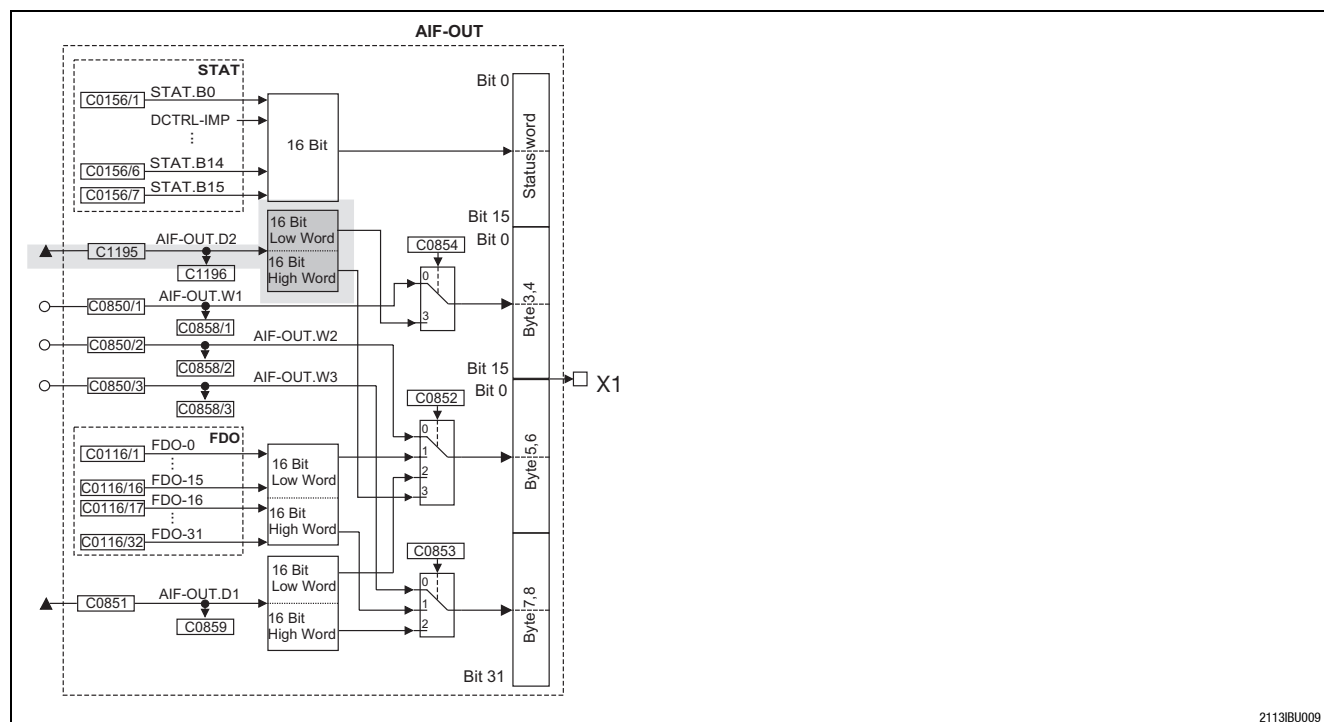 AIF-OUT
STAT
C0156/1
STAT.B0
DCTRL-IMP
⋮
C0156/6
STAT.B14
C0156/7
STAT.B15
16 Bit
Bit 0
Status word
Bit 15
C1195
AIF-OUT.D2
C1196
16 Bit
Low Word
16 Bit
High Word
C0850/1
AIF-OUT.W1
C0858/1
C0850/2
AIF-OUT.W2
C0858/2
C0850/3
AIF-OUT.W3
C0858/3
C0854
0
3
Bit 0
Byte 3,4
Bit 15
X1
C0852
0
1
2
3
Bit 0
Byte 5,6
FDO
C0116/1
FDO-0
⋮
C0116/16
FDO-15
C0116/17
FDO-16
⋮
C0116/32
FDO-31
16 Bit
Low Word
16 Bit
High Word
C0851
AIF-OUT.D1
C0859
16 Bit
Low Word
16 Bit
High Word
C0853
0
1
2
Byte 7,8
Bit 31
2113IBU009